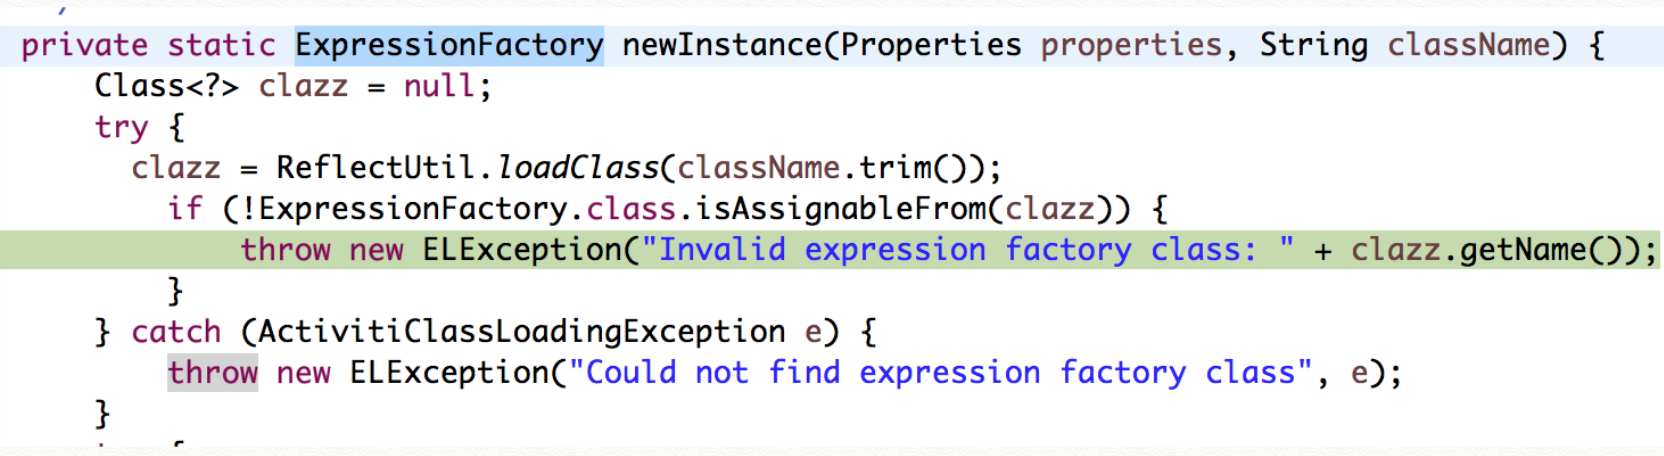 private static ExpressionFactory newInstance(Properties properties, String className) {
Class<?> clazz = null;
try {
clazz = ReflectUtil.loadClass(className.trim());
if (!ExpressionFactory.class.isAssignableFrom(clazz)) {
throw new ELException("Invalid expression factory class: " + clazz.getName());
}
} catch (ActivitiClassLoadingException e) {
throw new ELException("Could not find expression factory class", e);
}